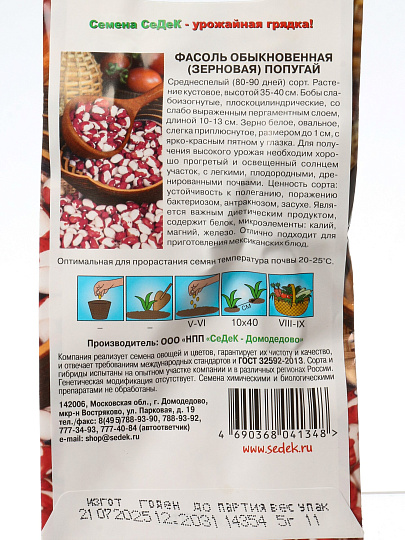 Семена СеДеК - урожайная грядка!
ФАСОЛЬ ОБЫКНОВЕННАЯ
(ЗЕРНОВАЯ) ПОПУГАЙ
Среднеспелый (80-90 дней) сорт. Расте-
ние кустовое, высотой 35-40 см. Бобы сла-
боизогнутые, плоскоцилиндрические, со
слабо выраженным пергаментным слоем,
длиной 10-13 см. Зерно белое, овальное,
слегка приплюснутое, размером до 1 см, с
ярко-красным пятном у глазка. Для полу-
чения высокого урожая необходим хоро-
шо прогретый и освещенный солнцем
участок, с легкими, плодородными, дре-
нированными почвами. Ценность сорта:
устойчивость к полеганию, поражению
бактериозом, антракнозом, засухе. Явля-
ется важным диетическим продуктом,
содержит белок, микроэлементы: калий,
магний, железо. Отлично подходит для
приготовления мексиканских блюд.
Оптимальная для прорастания семян температура почвы 20-25°С.
СМ
– – V-VI 10x40 VIII-IX
Производитель: ООО «НПП «СеДеК - Домодедово»
Компания реализует семена овощей и цветов, гарантирует их чистоту и качество,
и отвечает требованиям международных стандартов и ГОСТ 32592-2013. Сорта и
гибриды испытаны на опытном участке компании и в различных регионах России.
Генетическая модификация отсутствует. Семена химическими и биологическими
препаратами не обработаны.
142006, Московская обл., г. Домодедово,
мкр-н Востряково, ул. Парковая, д. 19
тел./факс: 8(495)788-93-90, 788-93-92,
777-34-93, 777-40-84 (автоответчик)
e-mail: shop@sedek.ru
4 690368 041348
www.sedek.ru
ИЗГОТ ГОДЕН ДО ПАРТИЯ ВЕС УПАК
21 07 2025 12.2031 14354 5г 11